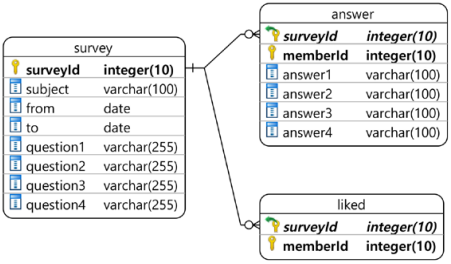 survey
surveyId integer(10)
subject varchar(100)
from date
to date
question1 varchar(255)
question2 varchar(255)
question3 varchar(255)
question4 varchar(255)
answer
surveyId integer(10)
memberId integer(10)
answer1 varchar(100)
answer2 varchar(100)
answer3 varchar(100)
answer4 varchar(100)
liked
surveyId integer(10)
memberId integer(10)